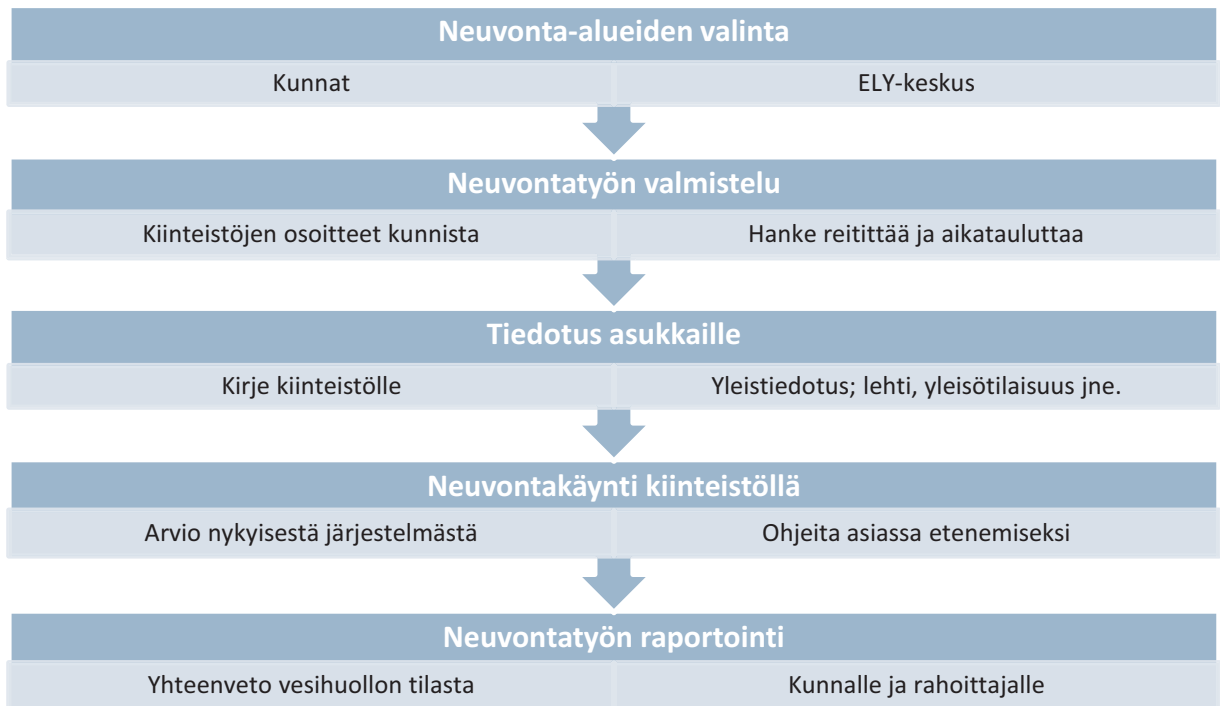 Neuvonta-alueiden valinta
Kunnat
ELY-keskus
Neuvontatyön valmistelu
Kiinteistöjen osoitteet kunnista
Hanke reitittää ja aikatauluttaa
Tiedotus asukkaille
Kirje kiinteistölle
Yleistiedotus; lehti, yleisötilaisuus jne.
Neuvontakäynti kiinteistöllä
Arvio nykyisestä järjestelmästä
Ohjeita asiassa etenemiseksi
Neuvontatyön raportointi
Yhteenveto vesihuollon tilasta
Kunnalle ja rahoittajalle